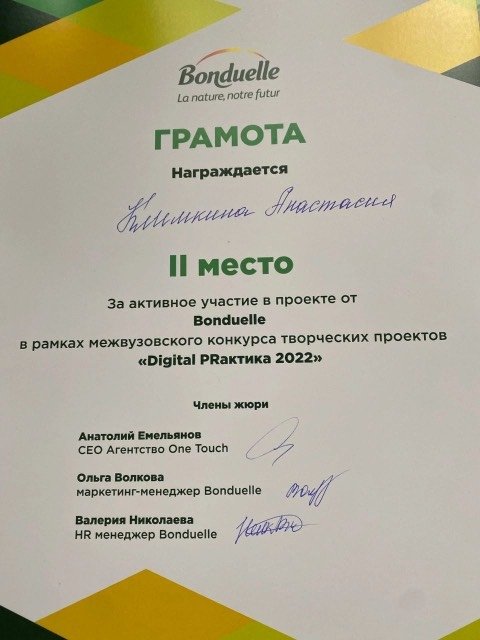 Bonduelle
La nature, notre futur
ГРАМОТА
Награждается
Климкина Анастасия
II место
За активное участие в проекте от
Bonduelle
в рамках межвузовского конкурса творческих проектов
«Digital PRактика 2022»
Члены жюри
Анатолий Емельянов
CEO Агентство One Touch
Ольга Волкова
маркетинг-менеджер Bonduelle
Валерия Николаева
HR менеджер Bonduelle